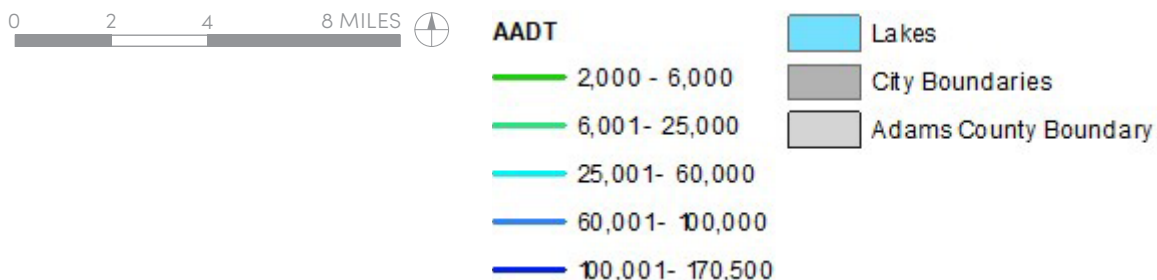 0 2 4 8 MILES
AADT
2,000 - 6,000
6,001- 25,000
25,001- 60,000
60,001- 100,000
100,001- 170,500
Lakes
City Boundaries
Adams County Boundary